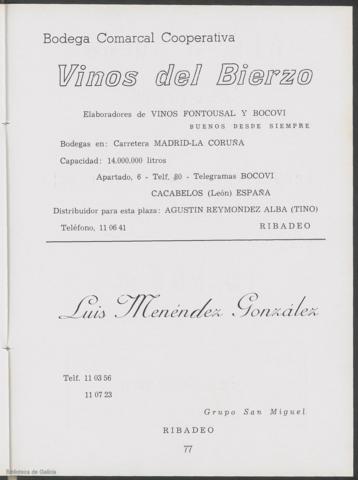 Bodega Comarcal Cooperativa
Vinos del Bierzo
Elaboradores de VINOS FONTOUSAL Y BOCOVI
BUENOS DESDE SIEMPRE
Bodegas en: Carretera MADRID-LA CORUÑA
Capacidad: 14.000.000 litros
Apartado, 6 - Telf, 80 - Telegramas BOCOVI
CACABELOS (León) ESPAÑA
Distribuidor para esta plaza: AGUSTIN REYMONDEZ ALBA (TINO)
Teléfono, 11 06 41 RIBADEO
Luis Menéndez González
Telf. 11 03 56
11 07 23
Grupo San Miguel
RIBADEO
77
Biblioteca de Galicia